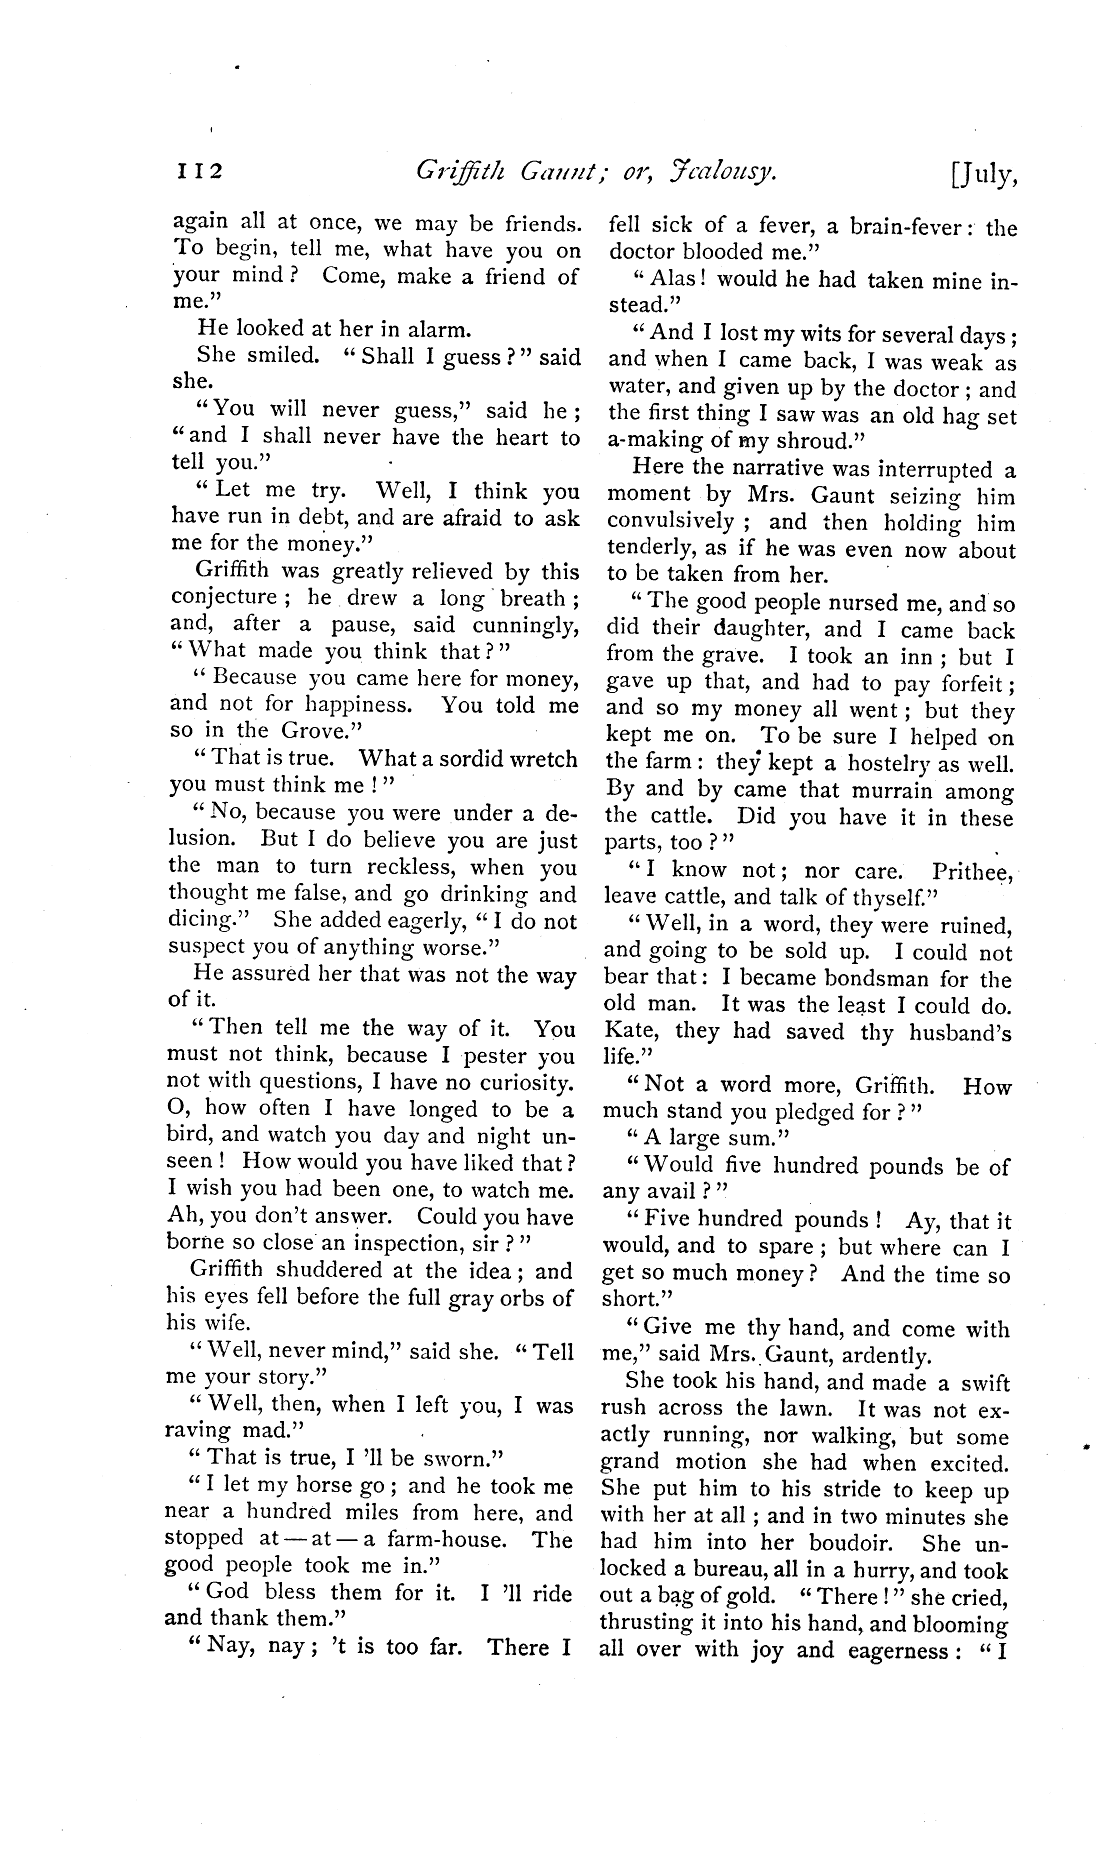 112 Griffith Gaunt; or, Jealousy. [July,
again all at once, we may be friends.
To begin, tell me, what have you on
your mind? Come, make a friend of
me.”
He looked at her in alarm.
She smiled. “Shall I guess?” said
she.
“You will never guess,” said he;
“and I shall never have the heart to
tell you.”
“Let me try. Well, I think you
have run in debt, and are afraid to ask
me for the money.”
Griffith was greatly relieved by this
conjecture; he drew a long breath;
and, after a pause, said cunningly,
“What made you think that?”
“Because you came here for money,
and not for happiness. You told me
so in the Grove.”
“That is true. What a sordid wretch
you must think me!”
“No, because you were under a de-
lusion. But I do believe you are just
the man to turn reckless, when you
thought me false, and go drinking and
dicing.” She added eagerly, “I do not
suspect you of anything worse.”
He assured her that was not the way
of it.
“Then tell me the way of it. You
must not think, because I pester you
not with questions, I have no curiosity.
O, how often I have longed to be a
bird, and watch you day and night un-
seen! How would you have liked that?
I wish you had been one, to watch me.
Ah, you don’t answer. Could you have
borne so close an inspection, sir?”
Griffith shuddered at the idea; and
his eyes fell before the full gray orbs of
his wife.
“Well, never mind,” said she. “Tell
me your story.”
“Well, then, when I left you, I was
raving mad.”
“That is true, I ’ll be sworn.”
“I let my horse go; and he took me
near a hundred miles from here, and
stopped at — at — a farm-house. The
good people took me in.”
“God bless them for it. I ’ll ride
and thank them.”
“Nay, nay; ’t is too far. There I
fell sick of a fever, a brain-fever: the
doctor blooded me.”
“Alas! would he had taken mine in-
stead.”
“And I lost my wits for several days;
and when I came back, I was weak as
water, and given up by the doctor; and
the first thing I saw was an old hag set
a-making of my shroud.”
Here the narrative was interrupted a
moment by Mrs. Gaunt seizing him
convulsively; and then holding him
tenderly, as if he was even now about
to be taken from her.
“The good people nursed me, and so
did their daughter, and I came back
from the grave. I took an inn; but I
gave up that, and had to pay forfeit;
and so my money all went; but they
kept me on. To be sure I helped on
the farm: they kept a hostelry as well.
By and by came that murrain among
the cattle. Did you have it in these
parts, too?”
“I know not; nor care. Prithee,
leave cattle, and talk of thyself.”
“Well, in a word, they were ruined,
and going to be sold up. I could not
bear that: I became bondsman for the
old man. It was the least I could do.
Kate, they had saved thy husband’s
life.”
“Not a word more, Griffith. How
much stand you pledged for?”
“A large sum.”
“Would five hundred pounds be of
any avail?”
“Five hundred pounds! Ay, that it
would, and to spare; but where can I
get so much money? And the time so
short.”
“Give me thy hand, and come with
me,” said Mrs. Gaunt, ardently.
She took his hand, and made a swift
rush across the lawn. It was not ex-
actly running, nor walking, but some
grand motion she had when excited.
She put him to his stride to keep up
with her at all; and in two minutes she
had him into her boudoir. She un-
locked a bureau, all in a hurry, and took
out a bag of gold. “There!” she cried,
thrusting it into his hand, and blooming
all over with joy and eagerness: “I